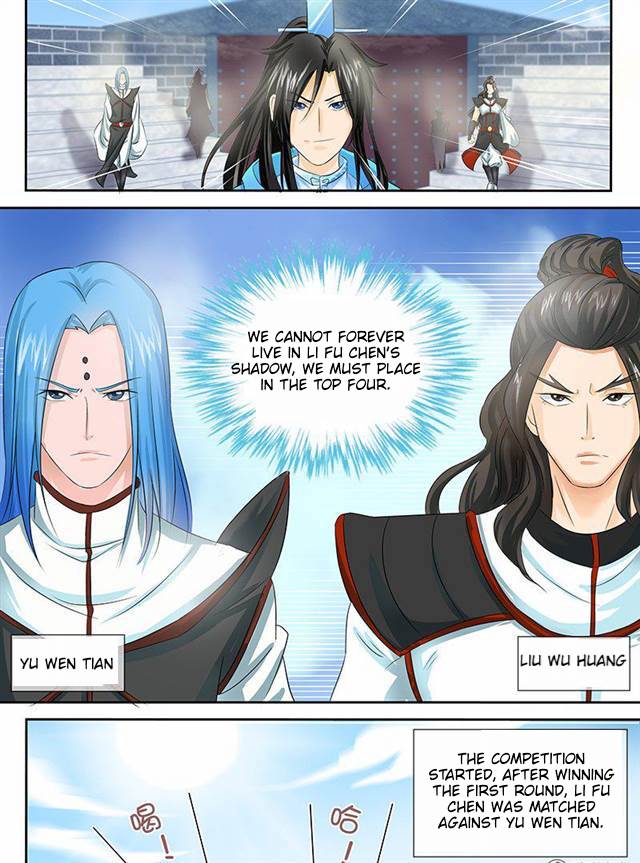 WE CANNOT FOREVER
LIVE IN LI FU CHEN'S
SHADOW, WE MUST PLACE
IN THE TOP FOUR.
YU WEN TIAN
LIU WU HUANG
THE COMPETITION
STARTED, AFTER WINNING
THE FIRST ROUND, LI FU
CHEN WAS MATCHED
AGAINST YU WEN TIAN.
喝!
哈!